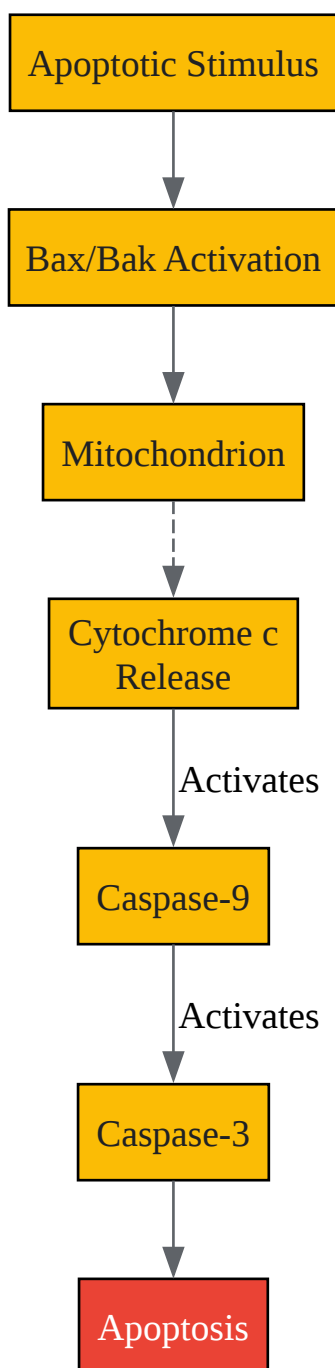 Apoptotic Stimulus
Bax/Bak Activation
Mitochondrion
Cytochrome c
Release
Activates
Caspase-9
Activates
Caspase-3
Apoptosis